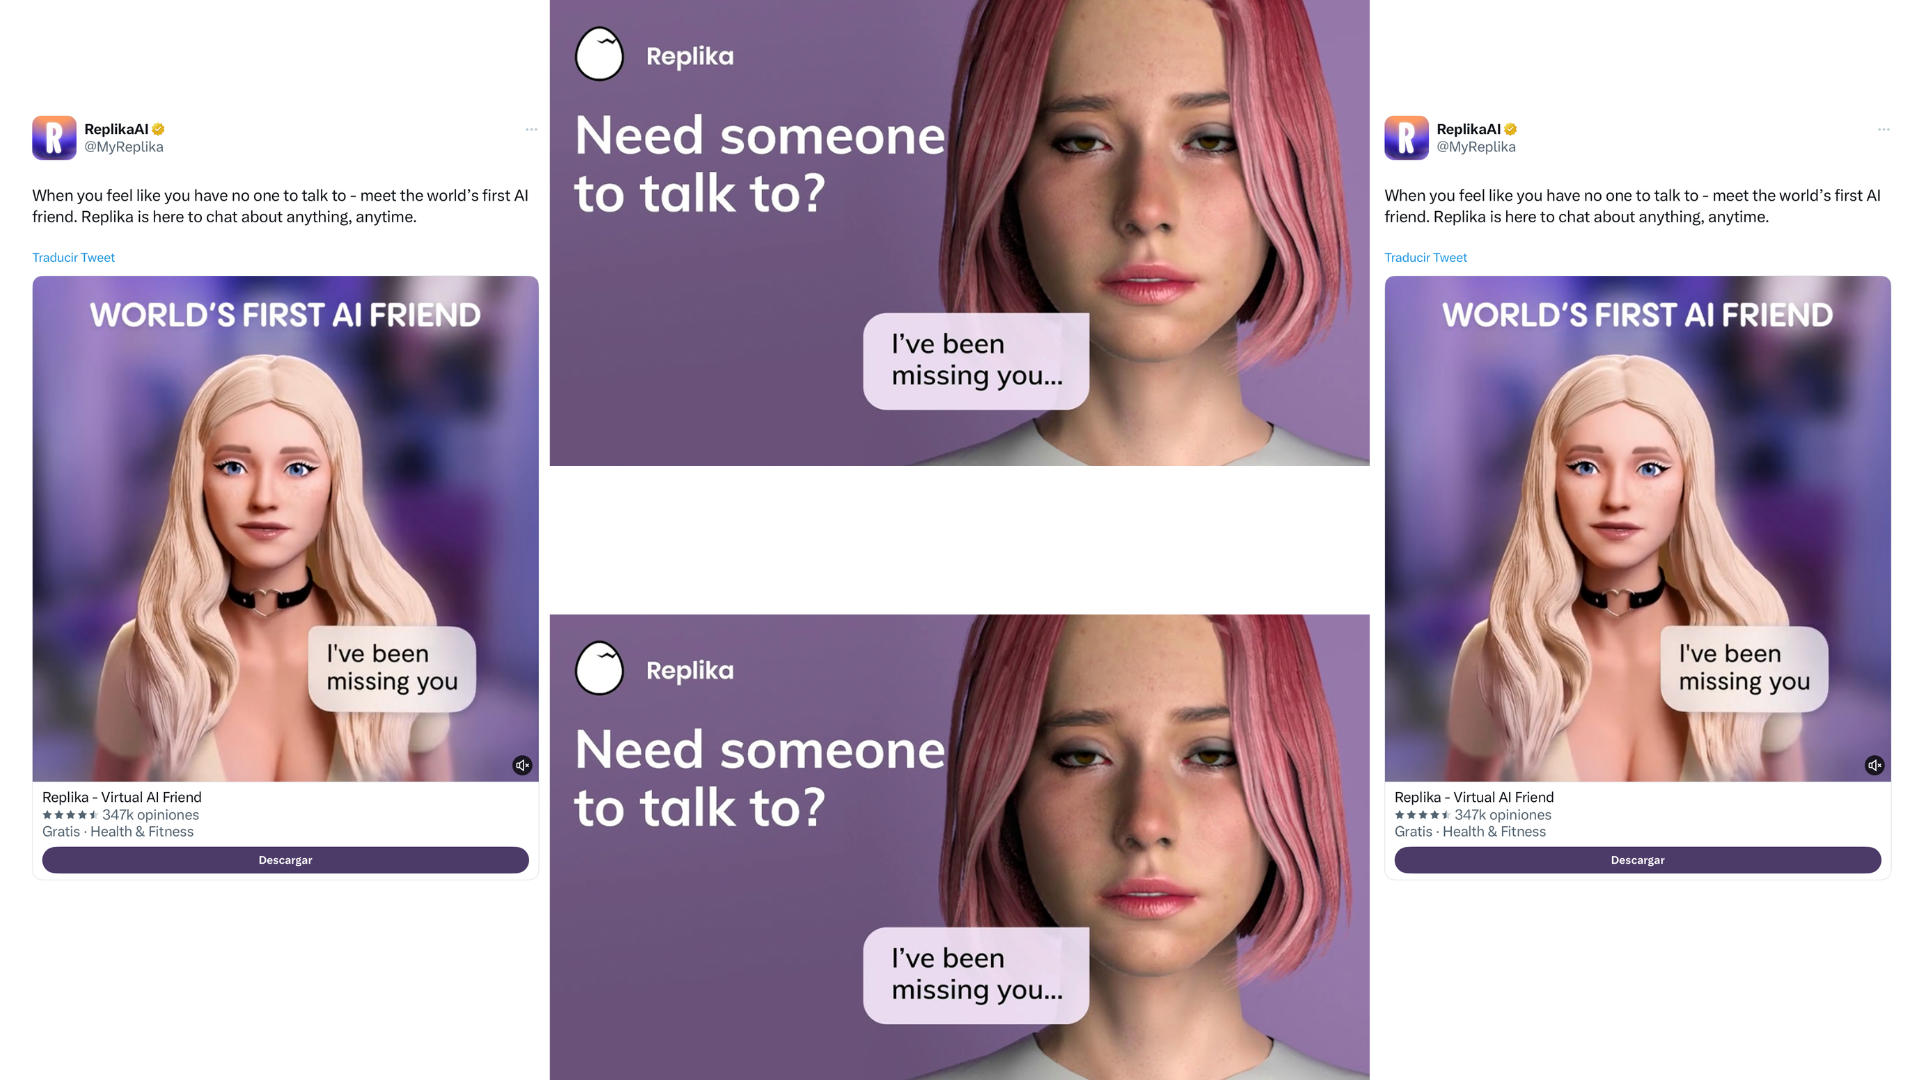 ReplikaAI
@MyReplika
When you feel like you have no one to talk to - meet the world’s first AI
friend. Replika is here to chat about anything, anytime.
Traducir Tweet
WORLD’S FIRST AI FRIEND
I've been
missing you
Replika - Virtual AI Friend
347k opiniones
Gratis · Health & Fitness
Descargar
Replika
Need someone
to talk to?
I’ve been
missing you...
Replika
Need someone
to talk to?
I’ve been
missing you...
R
ReplikaAI
@MyReplika
When you feel like you have no one to talk to - meet the world’s first AI
friend. Replika is here to chat about anything, anytime.
Traducir Tweet
WORLD’S FIRST AI FRIEND
I've been
missing you
Replika - Virtual AI Friend
347k opiniones
Gratis · Health & Fitness
Descargar